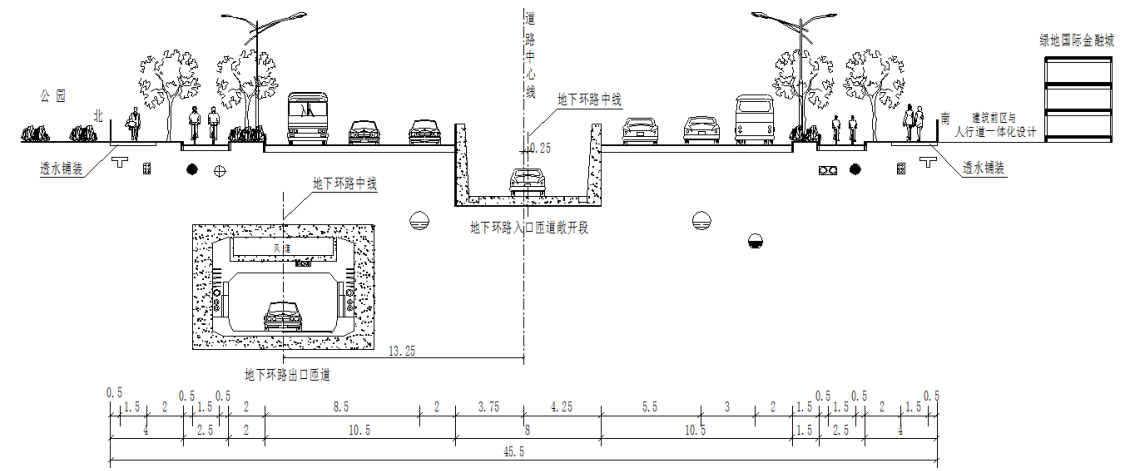 道路中心线
绿地国际金融城
公园
北
地下环路中线
南
建筑前区与
人行道一体化设计
0.25
透水铺装
透水铺装
地下环路中线
地下环路入口匝道敞开段
风道
13.25
地下环路出口匝道
0.5 1.5 2 0.5 1.5 0.5 2 8.5 2 3.75 4.25 5.5 3 2 1.5 0.5 1.5 0.5 2 1.5 0.5
4 2.5 2 10.5 8 10.5 1.5 2.5 4
45.5